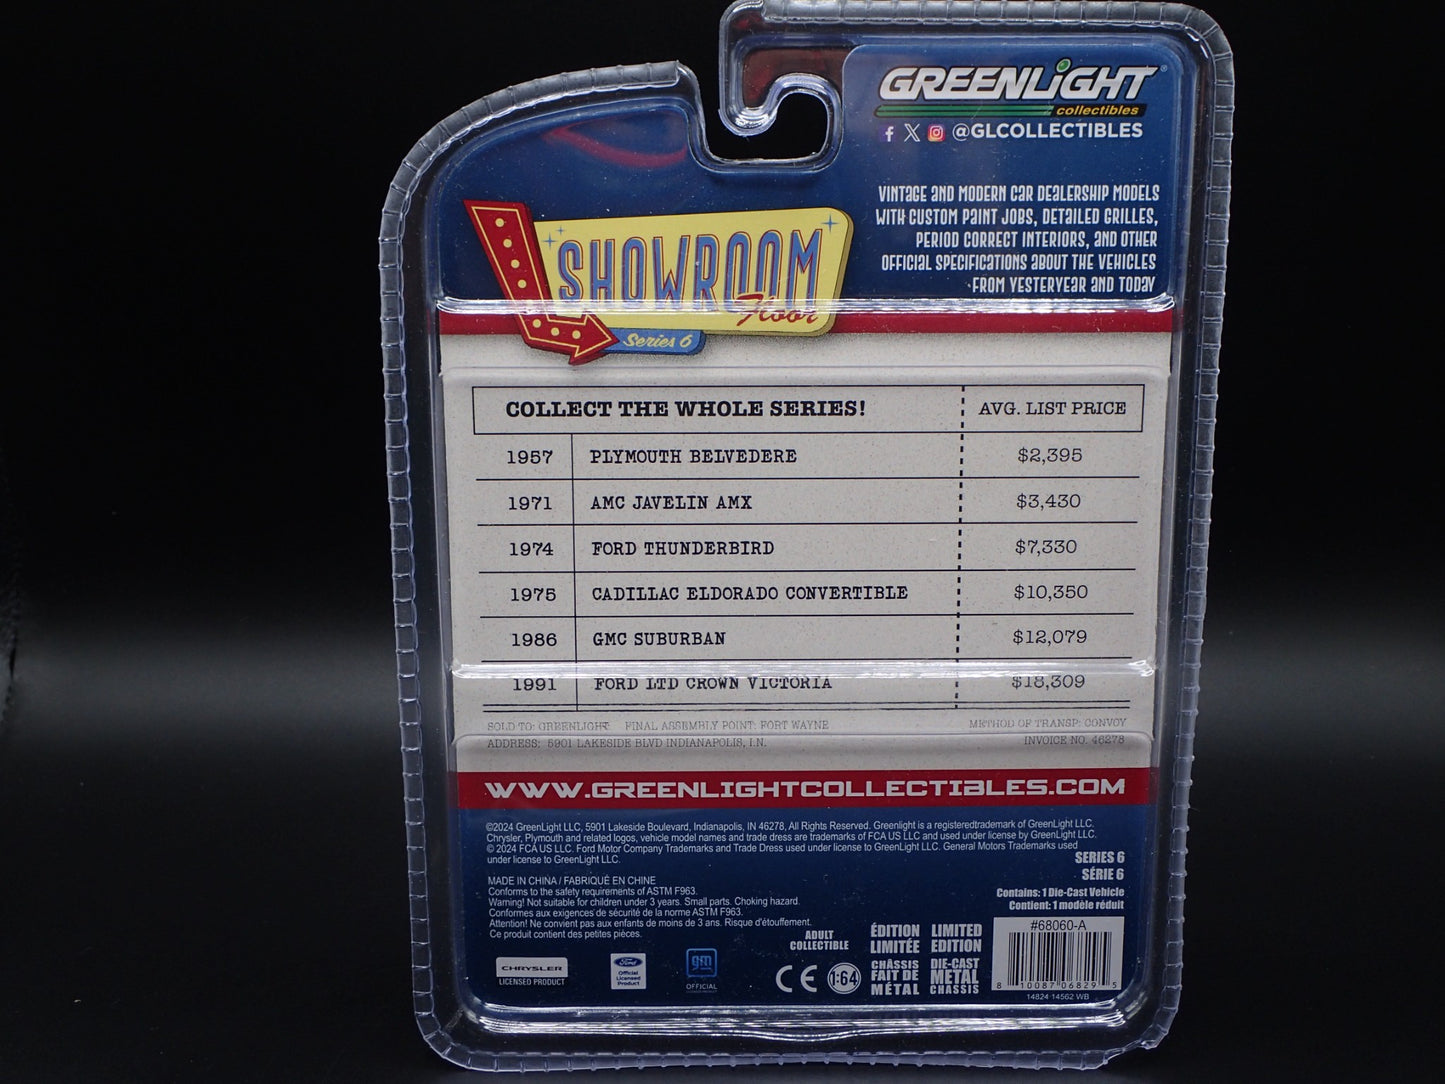 GREENLiGHT®
collectibles
@GLCOLLECTIBLES
VINTAGE AND MODERN CAR DEALERSHIP MODELS
WITH CUSTOM PAINT JOBS, DETAILED GRILLES,
PERIOD CORRECT INTERIORS, AND OTHER
OFFICIAL SPECIFICATIONS ABOUT THE VEHICLES
FROM YESTERYEAR AND TODAY
SHOWROOM
Floor
Series 6
COLLECT THE WHOLE SERIES! AVG. LIST PRICE
1957 PLYMOUTH BELVEDERE $2,395
1971 AMC JAVELIN AMX $3,430
1974 FORD THUNDERBIRD $7,330
1975 CADILLAC ELDORADO CONVERTIBLE $10,350
1986 GMC SUBURBAN $12,079
1991 FORD LTD CROWN VICTORIA $18,309
SOLD TO: GREENLIGHT FINAL ASSEMBLY POINT: FORT WAYNE METHOD OF TRANSP: CONVOY
ADDRESS: 5901 LAKESIDE BLVD INDIANAPOLIS, I.N. INVOICE NO. 46278
WWW.GREENLIGHTCOLLECTIBLES.COM
©2024 GreenLight LLC, 5901 Lakeside Boulevard, Indianapolis, IN 46278, All Rights Reserved. Greenlight is a registeredtrademark of GreenLight LLC.
Chrysler, Plymouth and related logos, vehicle model names and trade dress are trademarks of FCA US LLC and used under license by GreenLight LLC.
© 2024 FCA US LLC. Ford Motor Company Trademarks and Trade Dress used under license to GreenLight LLC. General Motors Trademarks used
under license to GreenLight LLC.
SERIES 6
SÉRIE 6
Contains: 1 Die-Cast Vehicle
Contient: 1 modèle réduit
MADE IN CHINA / FABRIQUÉ EN CHINE
Conforms to the safety requirements of ASTM F963.
Warning! Not suitable for children under 3 years. Small parts. Choking hazard.
Conformes aux exigences de sécurité de la norme ASTM F963.
Attention! Ne convient pas aux enfants de moins de 3 ans. Risque d'étouffement.
Ce produit contient des petites pièces.
CHRYSLER
LICENSED PRODUCT
Ford
Official
Licensed
Product
gm
OFFICIAL
LICENSED PRODUCT
ADULT
COLLECTIBLE
CE
1:64
ÉDITION
LIMITÉE
CHÂSSIS
FAIT DE
MÉTAL
LIMITED
EDITION
DIE-CAST
METAL
CHASSIS
#68060-A
8 10087 06829 5
14824 14562 WB